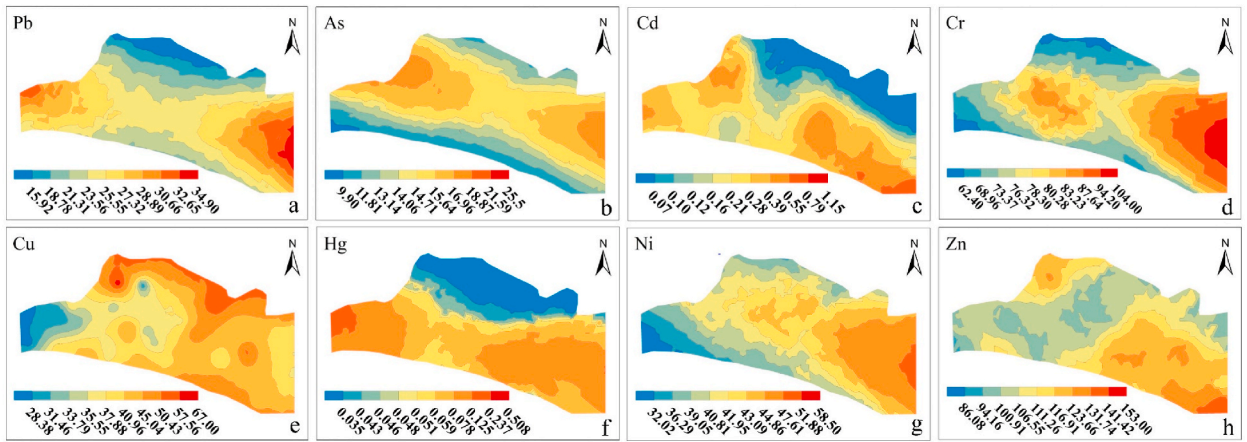 Pb
N
15.92 18.78 21.31 23.56 25.55 27.32 28.89 30.66 32.65 34.90
a
As
N
9.90 11.81 13.14 14.06 14.71 15.64 16.96 18.87 21.59 25.5
b
Cd
N
0.07 0.10 0.12 0.16 0.21 0.28 0.39 0.55 0.79 1.15
c
Cr
N
62.40 68.96 73.37 76.32 78.30 80.28 83.23 87.64 94.20 104.00
d
Cu
N
28.38 31.46 33.79 35.55 37.88 40.96 45.04 50.43 57.56 67.00
e
Hg
N
0.035 0.043 0.046 0.048 0.051 0.059 0.078 0.125 0.237 0.508
f
Ni
N
32.02 36.29 39.05 40.81 41.95 43.09 44.86 47.61 51.88 58.50
g
Zn
N
86.08 94.16 100.91 106.55 111.26 116.91 123.66 131.74 141.42 153.00
h